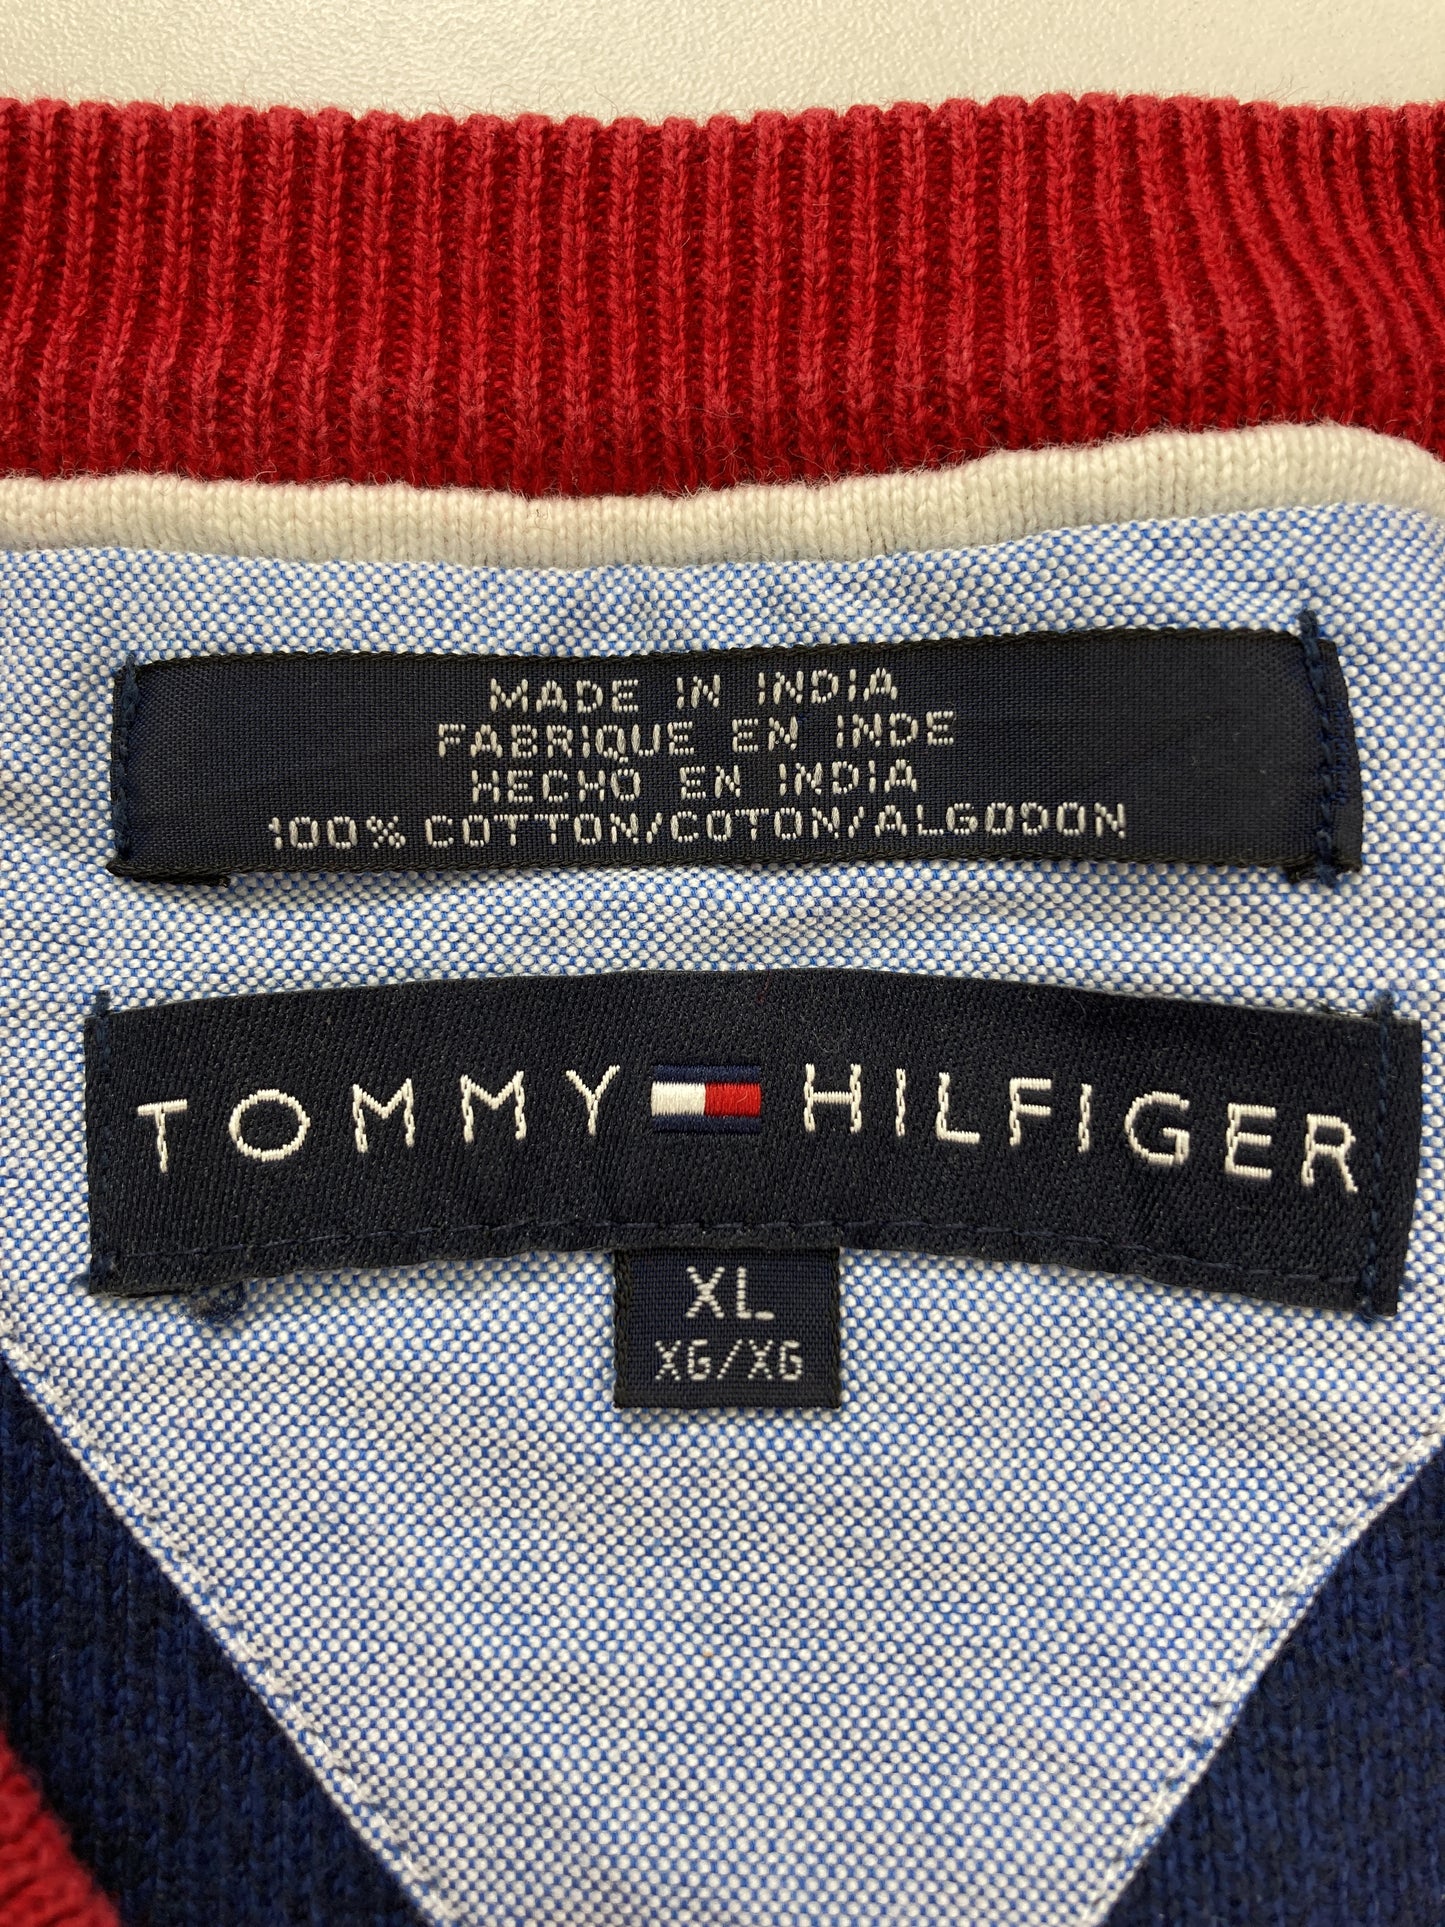 MADE IN INDIA
FABRIQUE EN INDE
HECHO EN INDIA
100% COTTON/COTON/ALGODON
TOMMY HILFIGER
XL
XG/XG